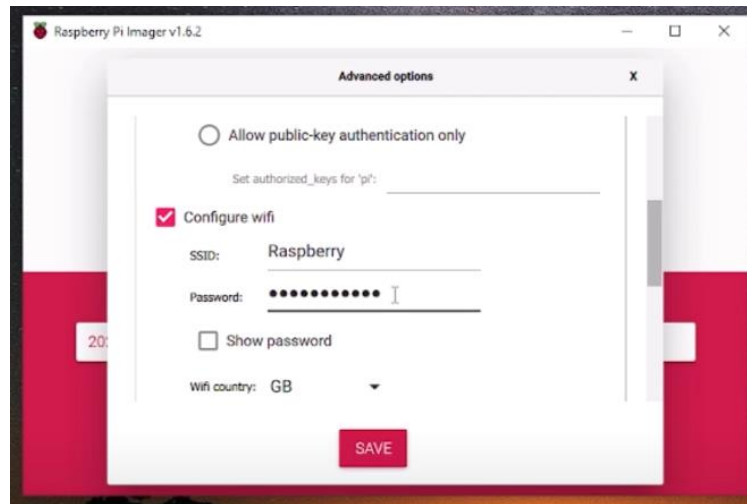 Raspberry Pi Imager v1.6.2
Advanced options
X
Allow public-key authentication only
Set authorized_keys for 'pi':
Configure wifi
SSID: Raspberry
Password: •••••••••••
Show password
Wifi country: GB
20
SAVE